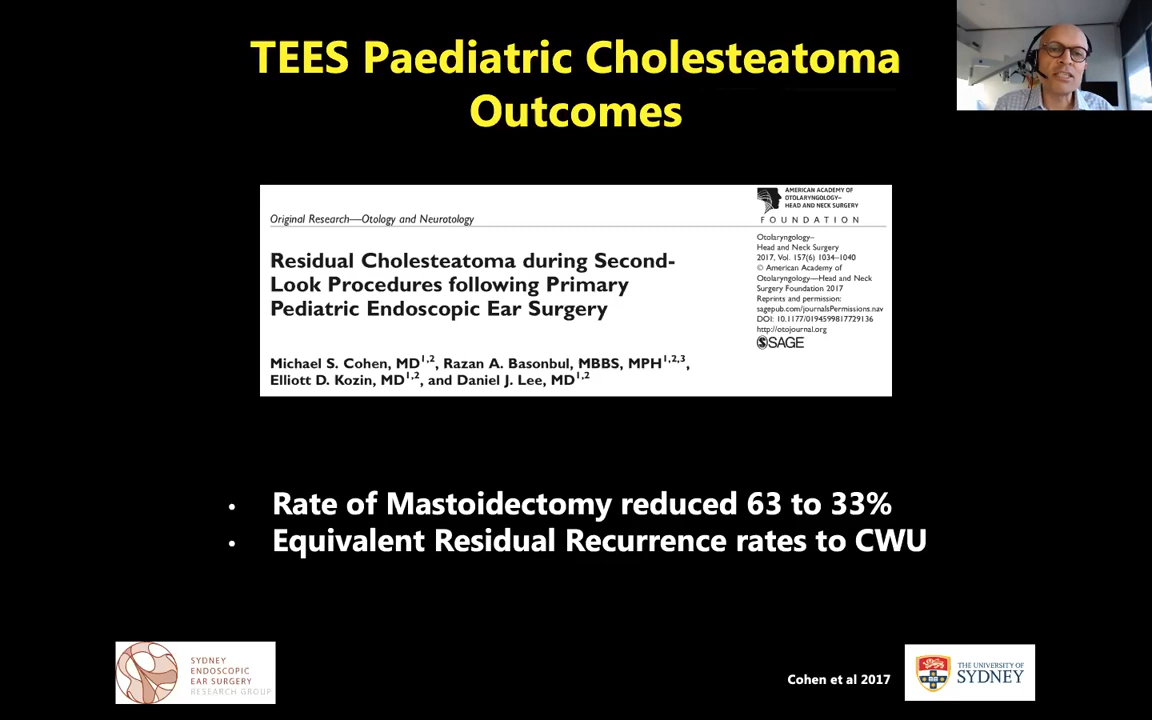 TEES Paediatric Cholesteatoma
Outcomes
Original Research—Otology and Neurotology
Residual Cholesteatoma during Second-
Look Procedures following Primary
Pediatric Endoscopic Ear Surgery
Michael S. Cohen, MD1,2, Razan A. Basonbul, MBBS, MPH1,2,3,
Elliott D. Kozin, MD1,2, and Daniel J. Lee, MD1,2
AMERICAN ACADEMY OF
OTOLARYNGOLOGY–
HEAD AND NECK SURGERY
FOUNDATION
Otolaryngology–
Head and Neck Surgery
2017, Vol. 157(6) 1034–1040
© American Academy of
Otolaryngology—Head and Neck
Surgery Foundation 2017
Reprints and permission:
sagepub.com/journalsPermissions.nav
DOI: 10.1177/0194599817729136
http://otojournal.org
SAGE
• Rate of Mastoidectomy reduced 63 to 33%
• Equivalent Residual Recurrence rates to CWU
SYDNEY
ENDOSCOPIC
EAR SURGERY
RESEARCH GROUP
Cohen et al 2017
THE UNIVERSITY OF
SYDNEY